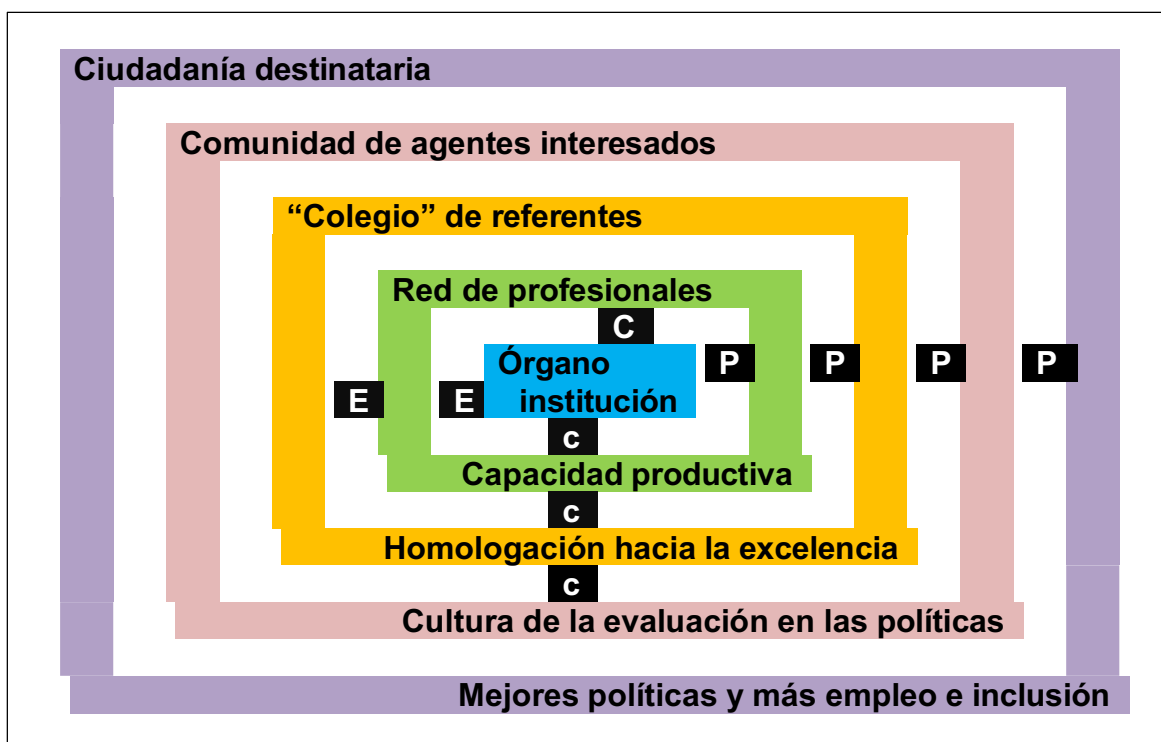 Ciudadanía destinataria
Comunidad de agentes interesados
“Colegio” de referentes
Red de profesionales
C
Órgano
institución
P
P
P
P
E
E
c
Capacidad productiva
c
Homologación hacia la excelencia
c
Cultura de la evaluación en las políticas
Mejores políticas y más empleo e inclusión